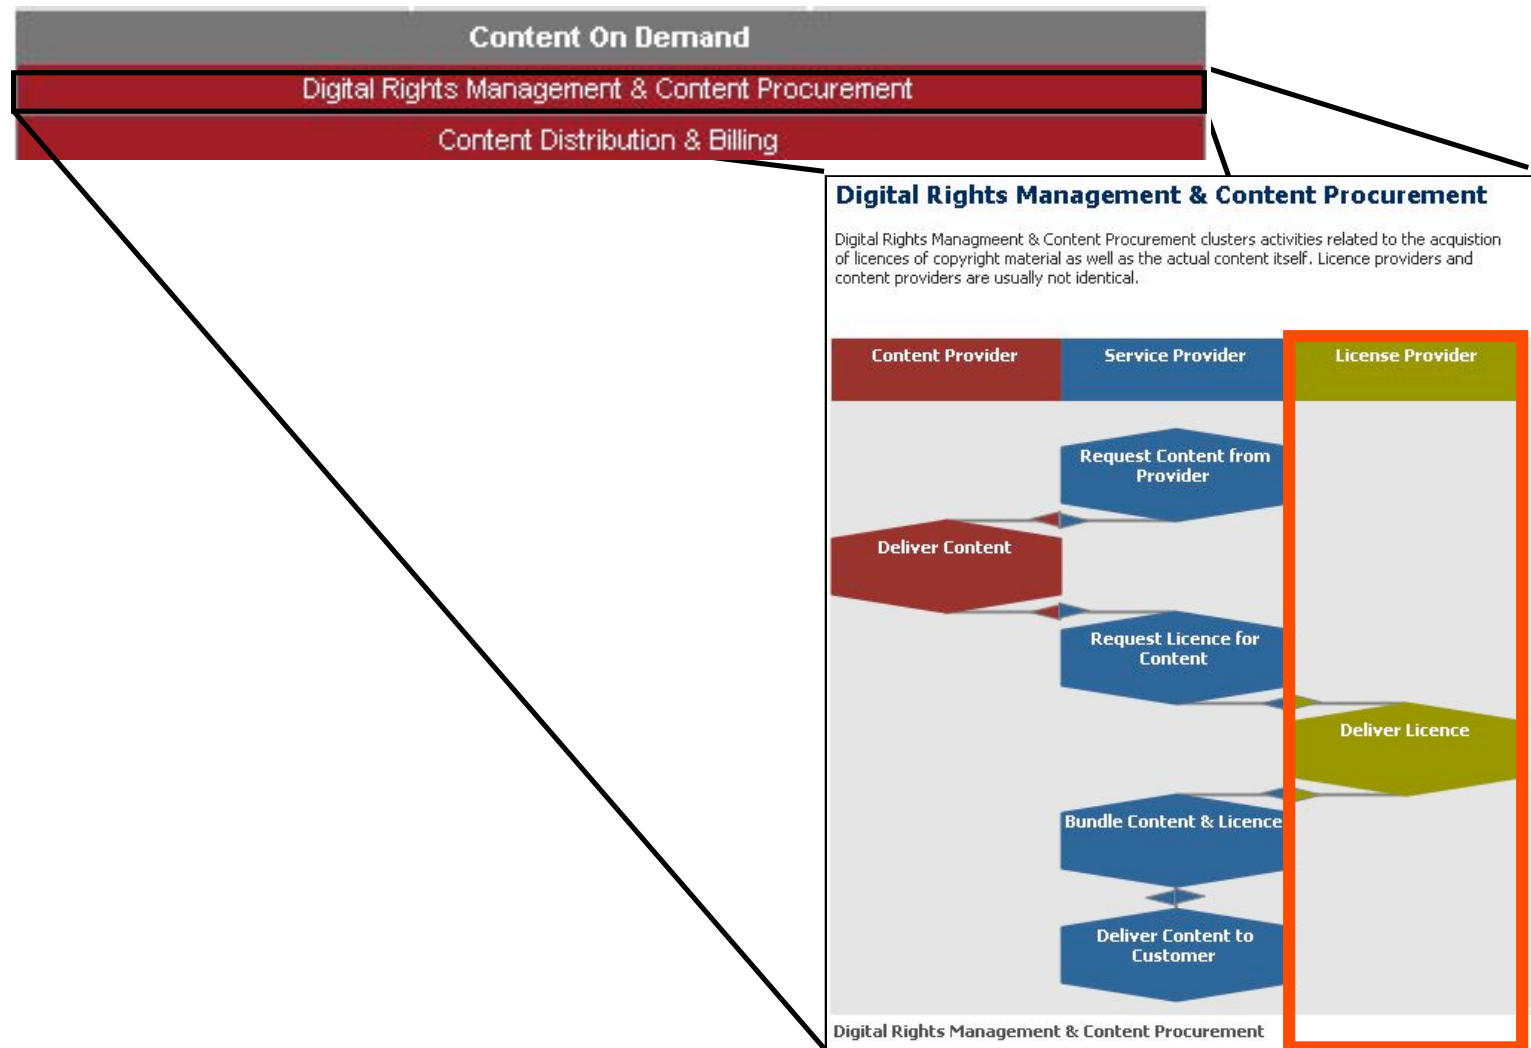 Content On Demand
Digital Rights Management & Content Procurement
Content Distribution & Billing
Digital Rights Management & Content Procurement
Digital Rights Managmeent & Content Procurement clusters activities related to the acquistion
of licences of copyright material as well as the actual content itself. Licence providers and
content providers are usually not identical.
Content Provider
Service Provider
License Provider
Request Content from
Provider
Deliver Content
Request Licence for
Content
Deliver Licence
Bundle Content & Licence
Deliver Content to
Customer
Digital Rights Management & Content Procurement